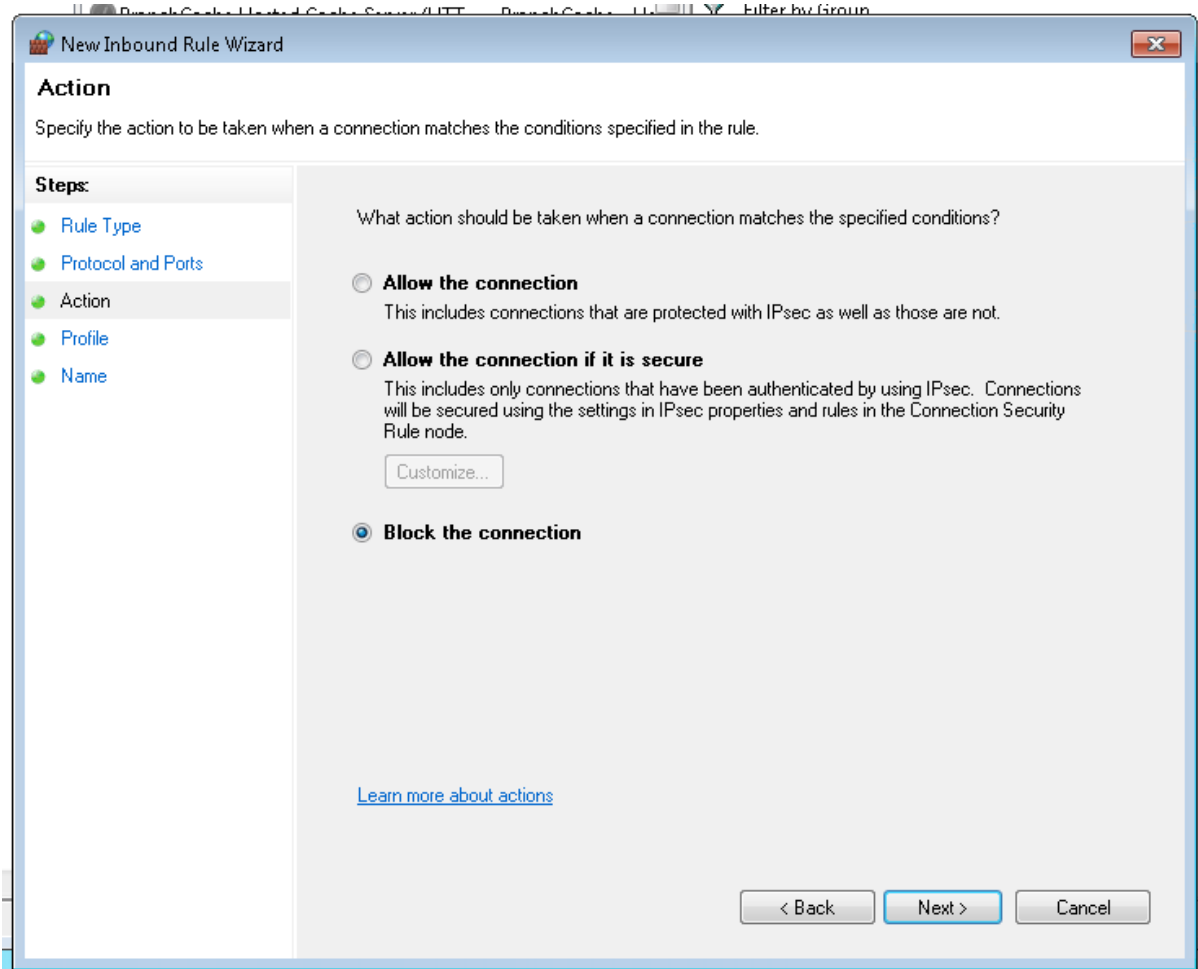 Filter by Group
New Inbound Rule Wizard
Action
Specify the action to be taken when a connection matches the conditions specified in the rule.
Steps:
Rule Type
Protocol and Ports
Action
Profile
Name
What action should be taken when a connection matches the specified conditions?
Allow the connection
This includes connections that are protected with IPsec as well as those are not.
Allow the connection if it is secure
This includes only connections that have been authenticated by using IPsec. Connections
will be secured using the settings in IPsec properties and rules in the Connection Security
Rule node.
Customize...
Block the connection
Learn more about actions
< Back
Next >
Cancel